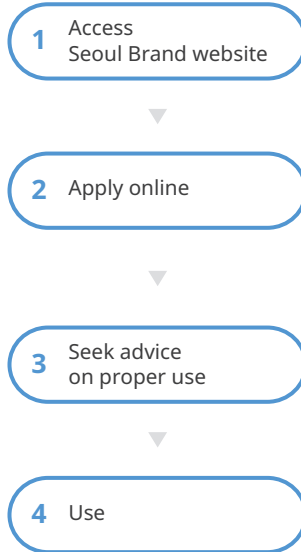 1 Access
Seoul Brand website
2 Apply online
3 Seek advice
on proper use
4 Use